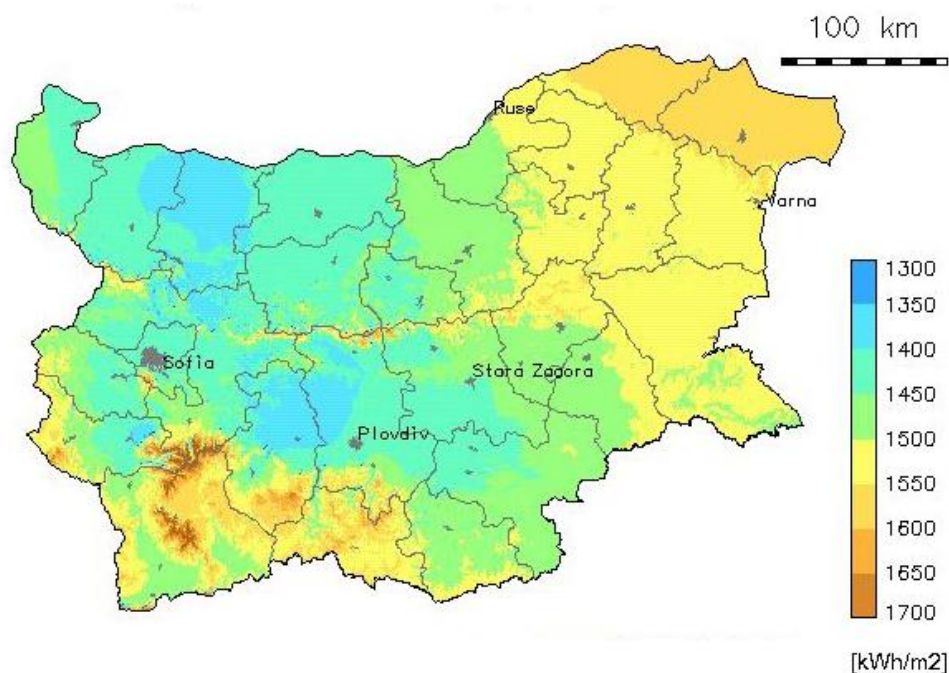 100 km
Ruse
Varna
Sofia
Stara Zagora
Plovdiv
1300
1350
1400
1450
1500
1550
1600
1650
1700
[kWh/m2]